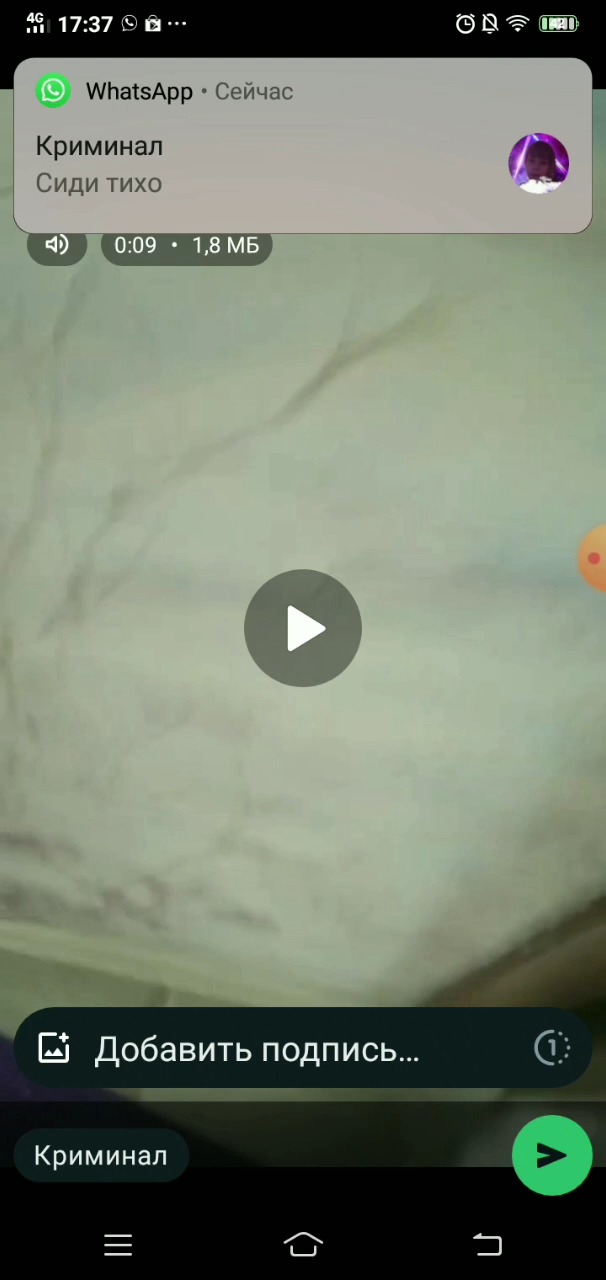 4G 17:37
WhatsApp • Сейчас
Криминал
Сиди тихо
0:09 • 1,8 МБ
Добавить подпись...
1
Криминал